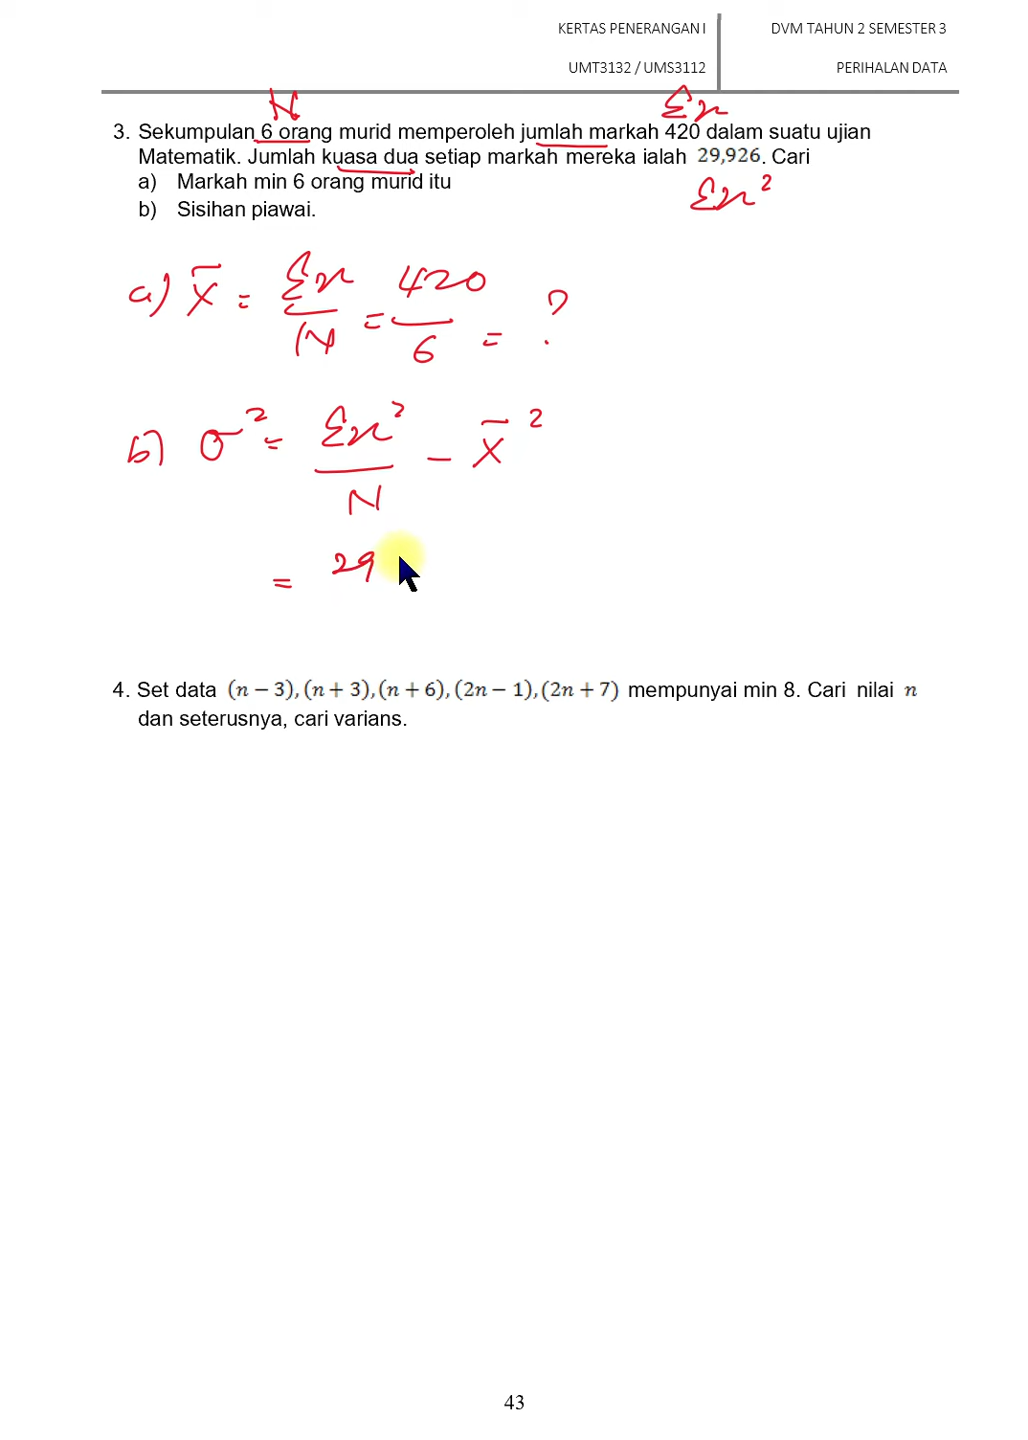 KERTAS PENERANGAN I
DVM TAHUN 2 SEMESTER 3
UMT3132 / UMS3112
PERIHALAN DATA
N
Σx
3. Sekumpulan 6 orang murid memperoleh jumlah markah 420 dalam suatu ujian
Matematik. Jumlah kuasa dua setiap markah mereka ialah 29,926. Cari
a) Markah min 6 orang murid itu
Σx²
b) Sisihan piawai.
a) x̄ = Σx/N = 420/6 = ?
b) σ² = Σx²/N − x̄²
= 29
4. Set data (n − 3), (n + 3), (n + 6), (2n − 1), (2n + 7) mempunyai min 8. Cari nilai n
dan seterusnya, cari varians.
43